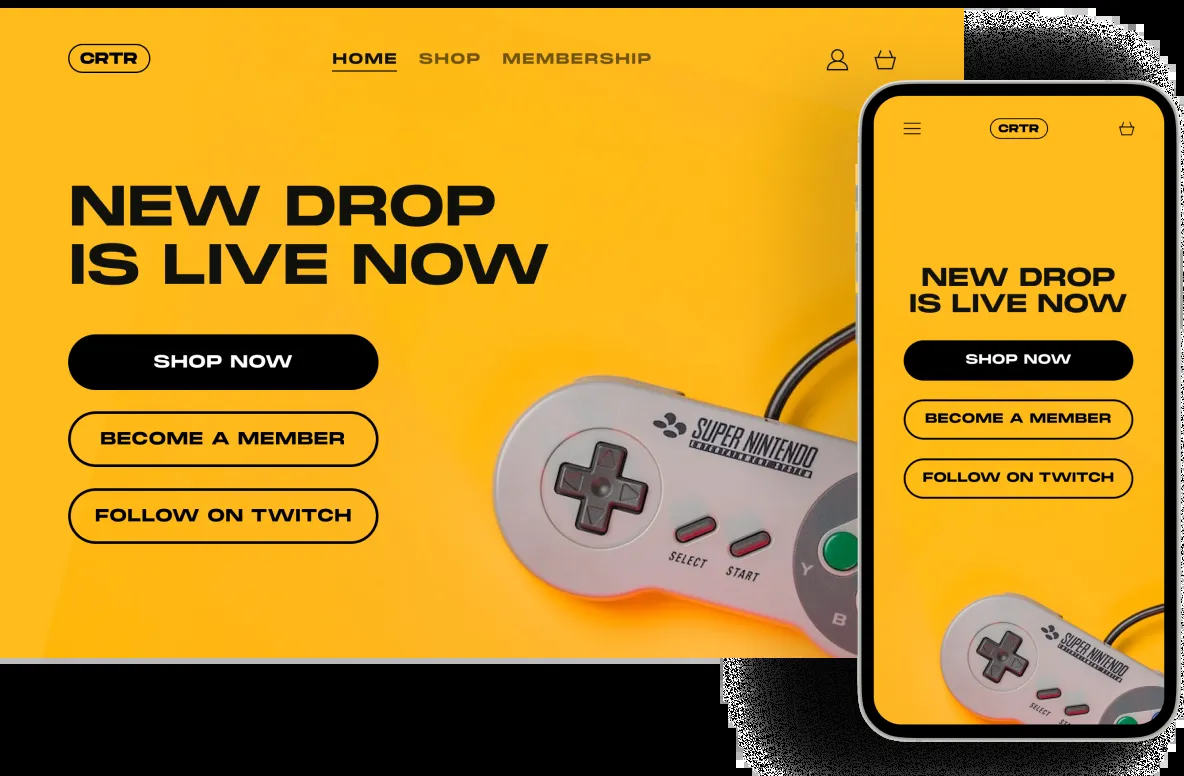 CRTR
HOME SHOP MEMBERSHIP
NEW DROP
IS LIVE NOW
SHOP NOW
BECOME A MEMBER
FOLLOW ON TWITCH
SUPER NINTENDO
ENTERTAINMENT SYSTEM
SELECT
START
Y
B
CRTR
NEW DROP
IS LIVE NOW
SHOP NOW
BECOME A MEMBER
FOLLOW ON TWITCH
SUPER NINTENDO
ENTERTAINMENT SYSTEM
SELECT